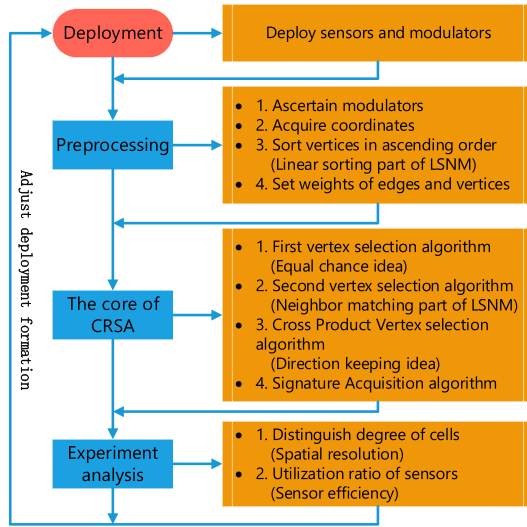 Deployment
Deploy sensors and modulators
Preprocessing
• 1. Ascertain modulators
• 2. Acquire coordinates
• 3. Sort vertices in ascending order
(Linear sorting part of LSNM)
• 4. Set weights of edges and vertices
Adjust deployment formation
The core of
CRSA
• 1. First vertex selection algorithm
(Equal chance idea)
• 2. Second vertex selection algorithm
(Neighbor matching part of LSNM)
• 3. Cross Product Vertex selection
algorithm
(Direction keeping idea)
• 4. Signature Acquisition algorithm
Experiment
analysis
• 1. Distinguish degree of cells
(Spatial resolution)
• 2. Utilization ratio of sensors
(Sensor efficiency)